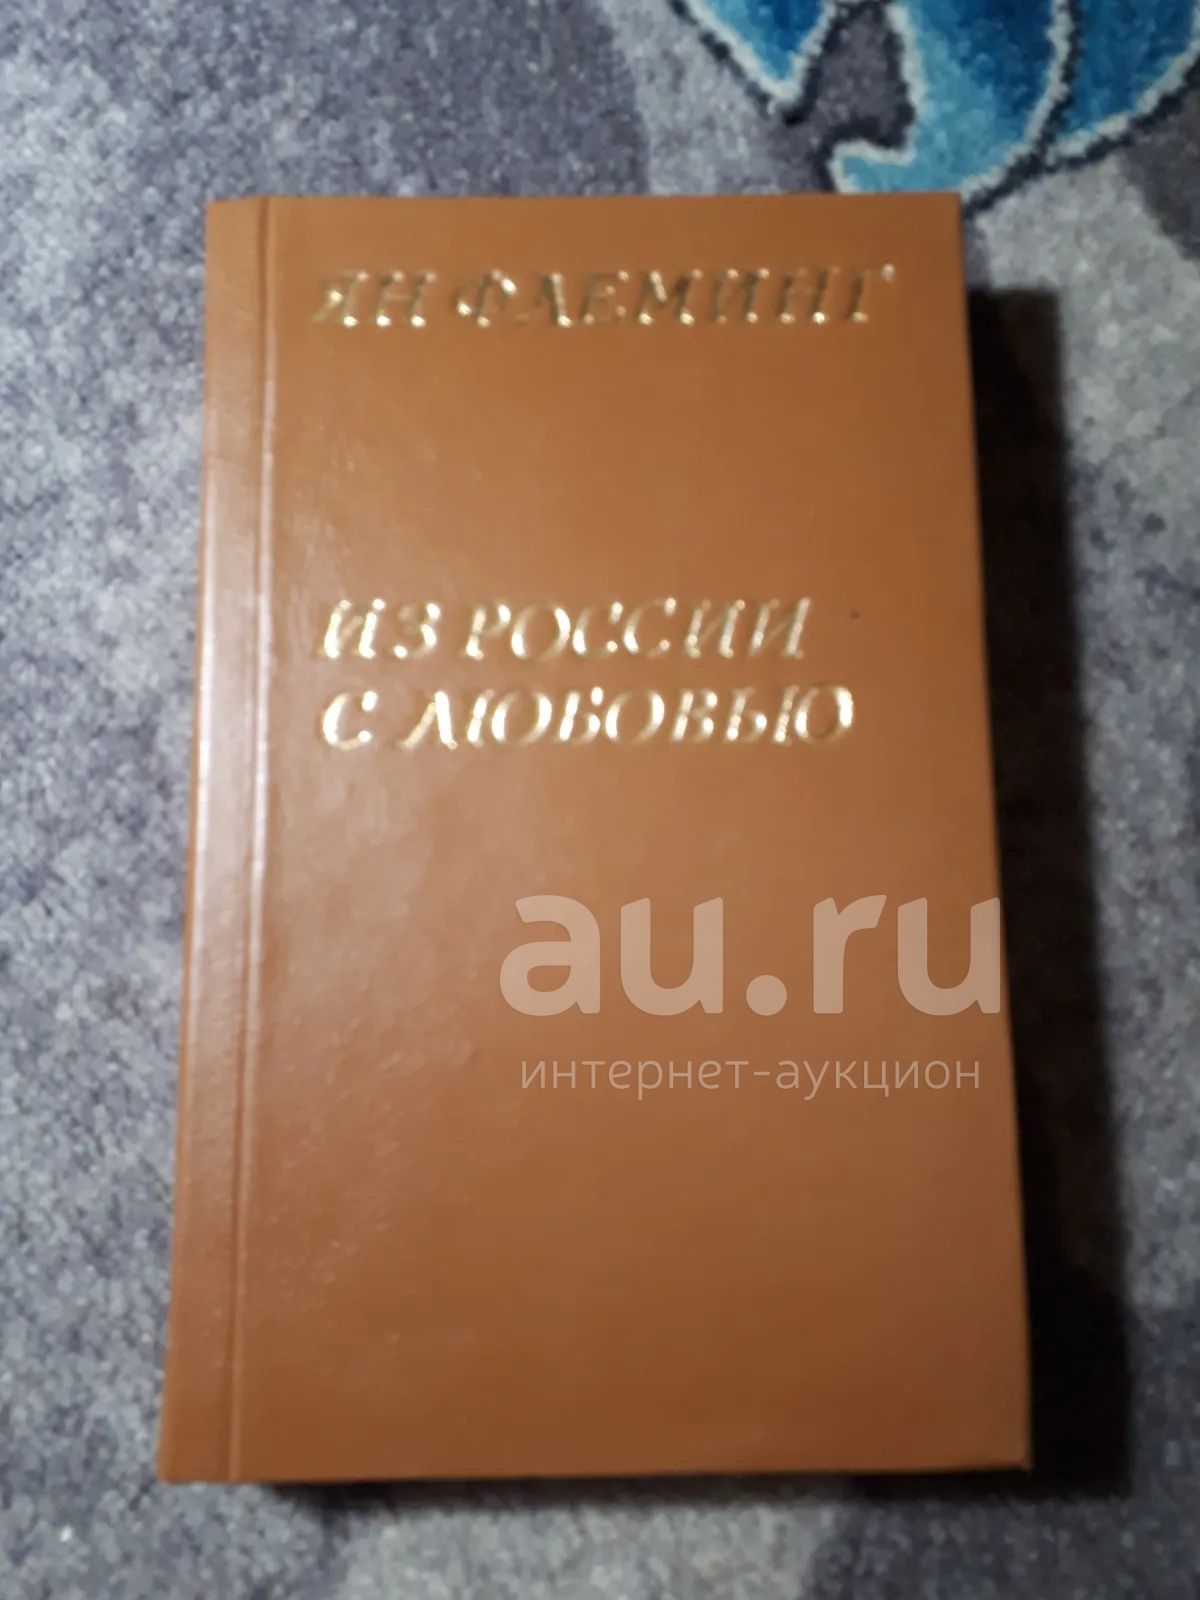 ЯН ФЛЕМИНГ
ИЗ РОССИИ
С ЛЮБОВЬЮ
au.ru
интернет-аукцион